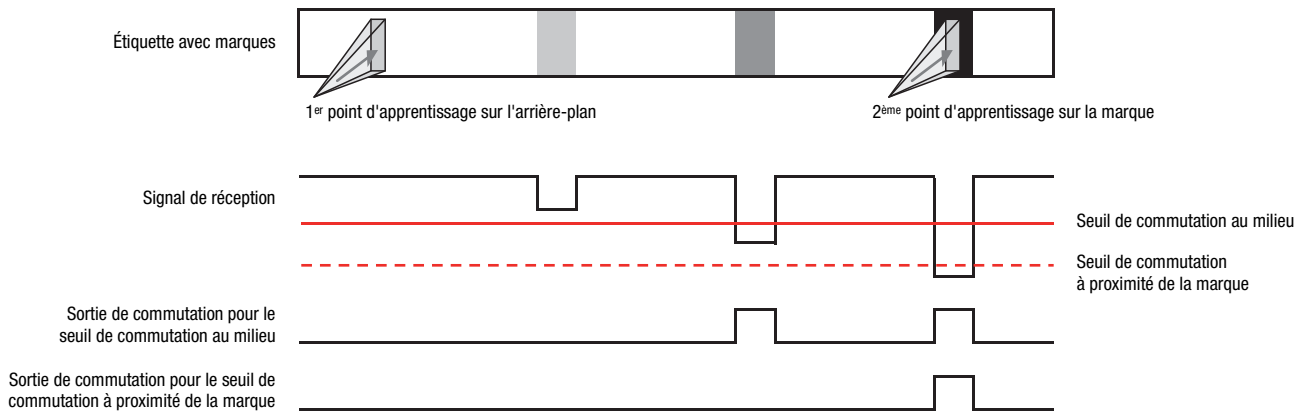 Étiquette avec marques
1er point d'apprentissage sur l'arrière-plan
2ème point d'apprentissage sur la marque
Signal de réception
Seuil de commutation au milieu
Seuil de commutation
à proximité de la marque
Sortie de commutation pour le
seuil de commutation au milieu
Sortie de commutation pour le seuil de
commutation à proximité de la marque